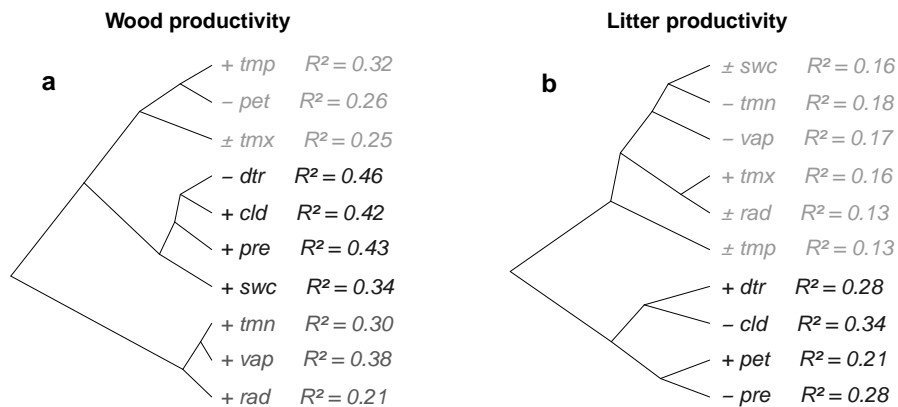 Wood productivity
a
+ tmp R² = 0.32
− pet R² = 0.26
± tmx R² = 0.25
− dtr R² = 0.46
+ cld R² = 0.42
+ pre R² = 0.43
+ swc R² = 0.34
+ tmn R² = 0.30
+ vap R² = 0.38
+ rad R² = 0.21
Litter productivity
b
± swc R² = 0.16
− tmn R² = 0.18
− vap R² = 0.17
+ tmx R² = 0.16
± rad R² = 0.13
± tmp R² = 0.13
+ dtr R² = 0.28
− cld R² = 0.34
+ pet R² = 0.21
− pre R² = 0.28